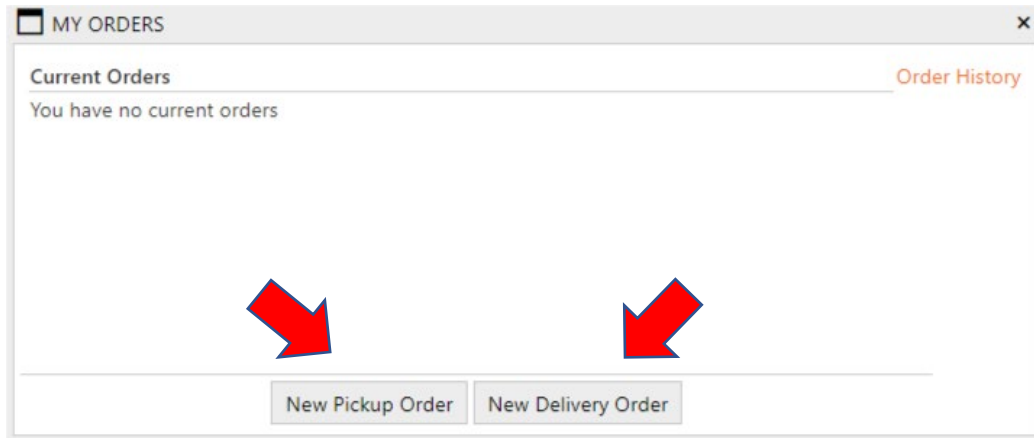 MY ORDERS
Current Orders
Order History
You have no current orders
New Pickup Order
New Delivery Order